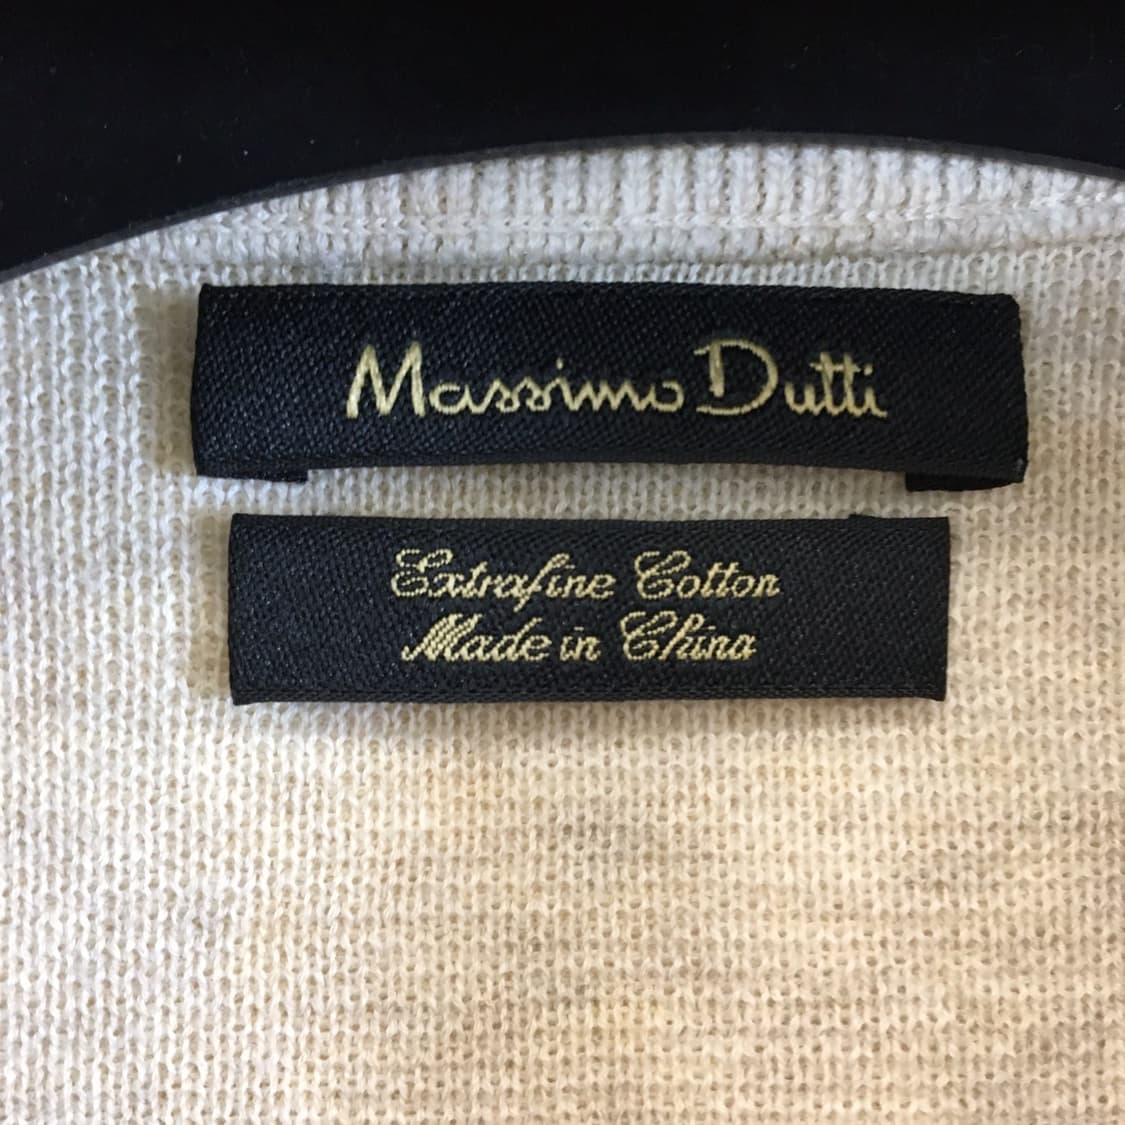 Massimo Dutti
Extrafine Cotton
Made in China